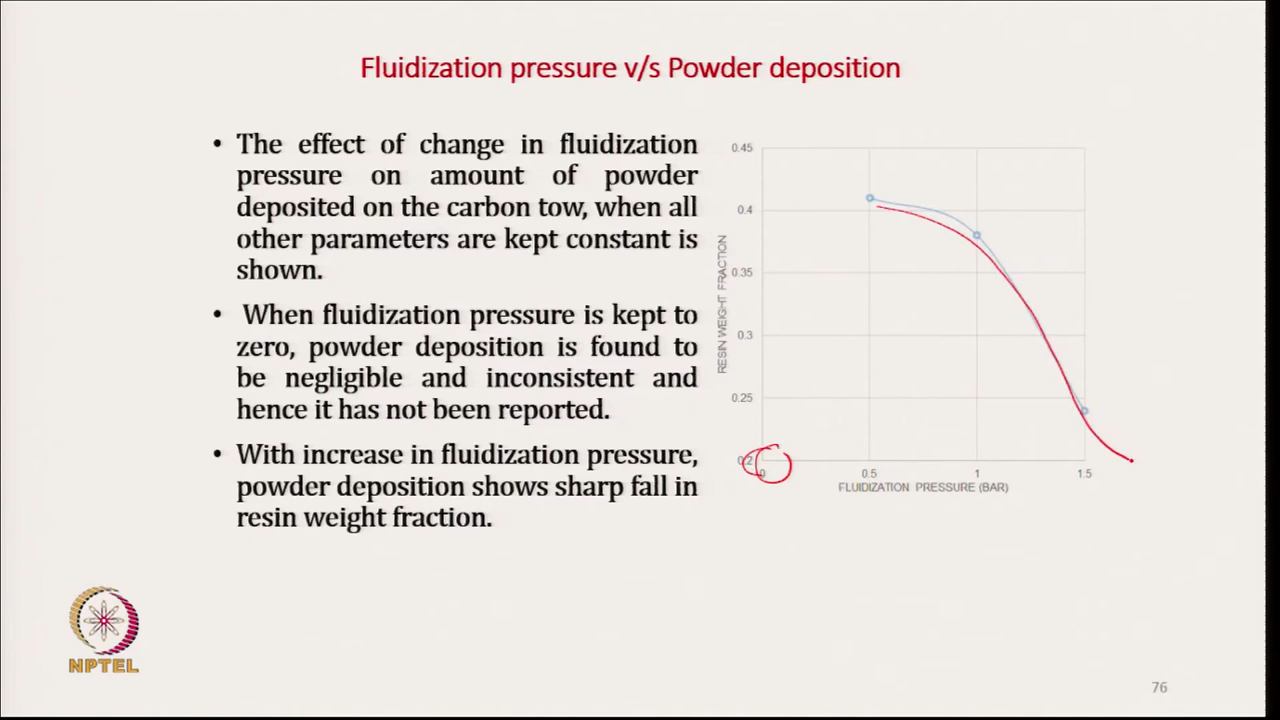 Fluidization pressure v/s Powder deposition
• The effect of change in fluidization
pressure on amount of powder
deposited on the carbon tow, when all
other parameters are kept constant is
shown.
• When fluidization pressure is kept to
zero, powder deposition is found to
be negligible and inconsistent and
hence it has not been reported.
• With increase in fluidization pressure,
powder deposition shows sharp fall in
resin weight fraction.
RESIN WEIGHT FRACTION
0.45
0.4
0.35
0.3
0.25
0.2
0 0.5 1 1.5
FLUIDIZATION PRESSURE (BAR)
NPTEL
76